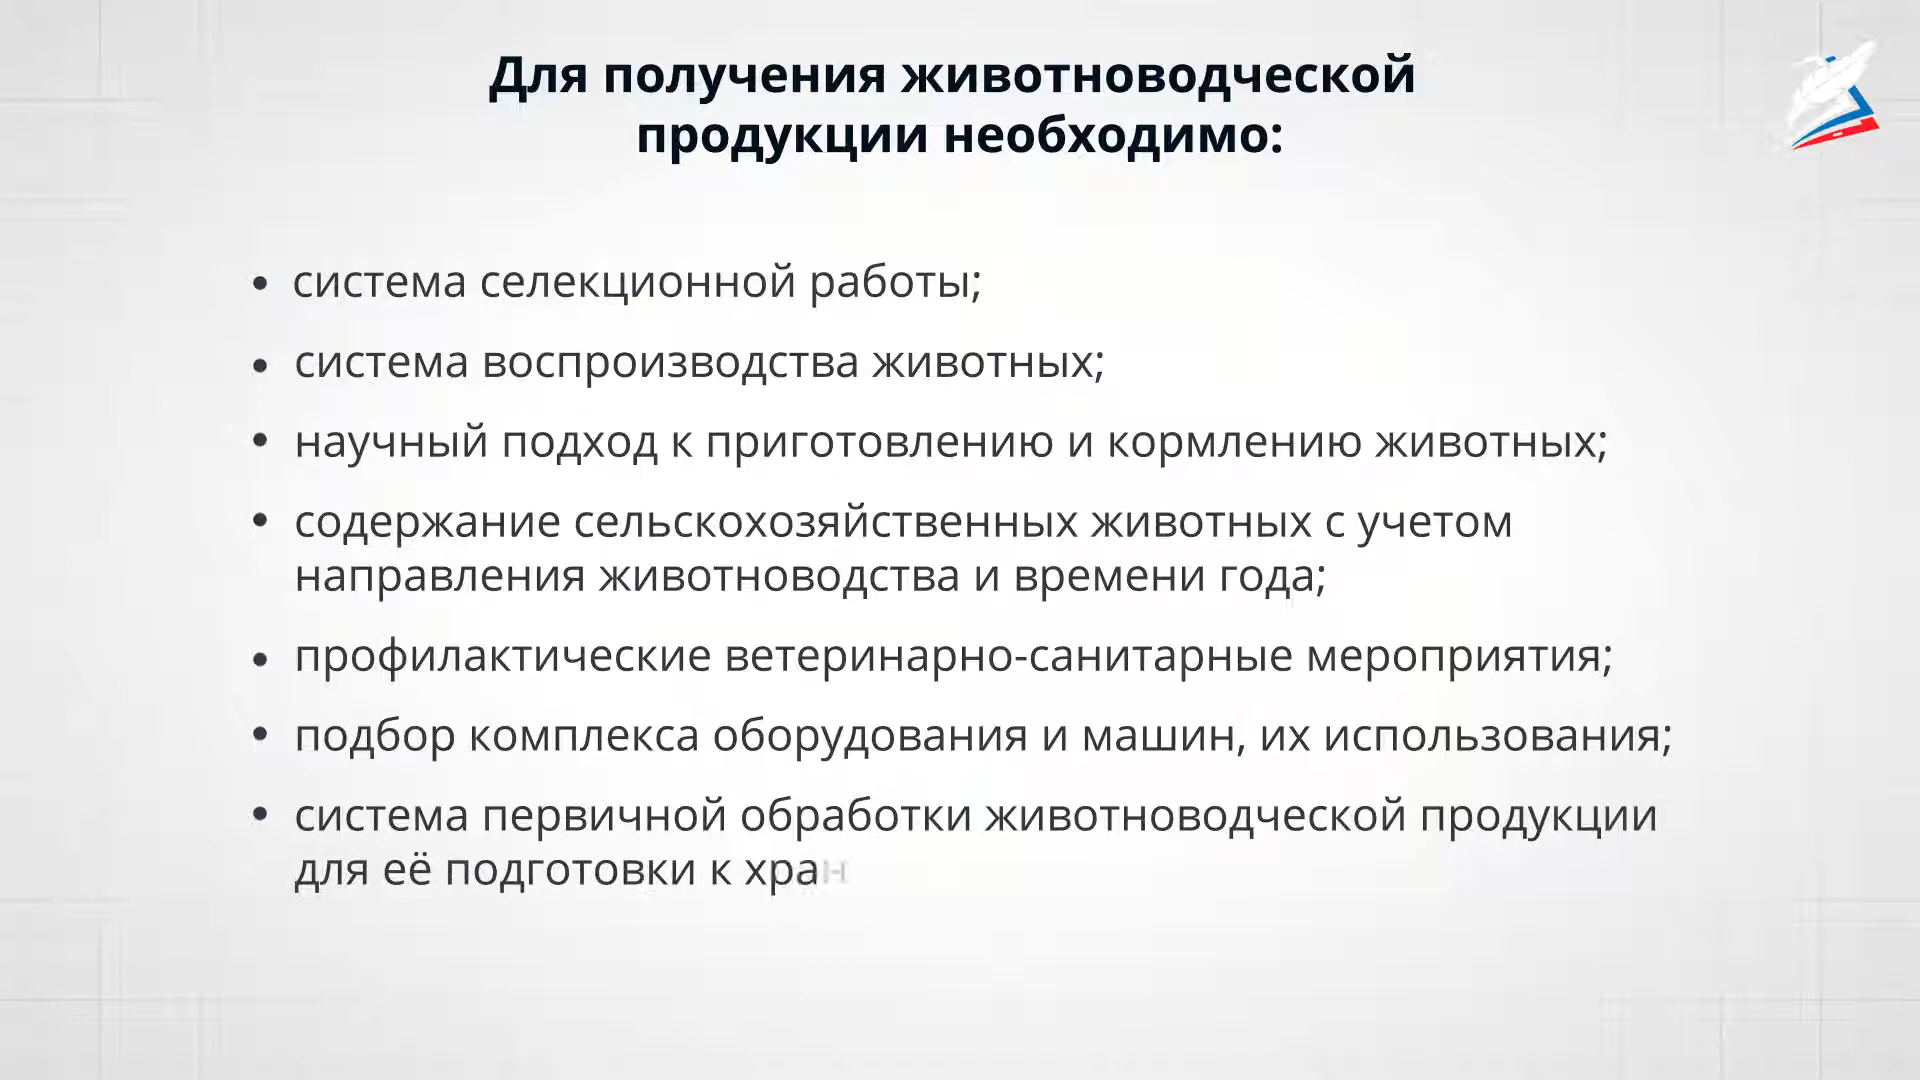 Для получения животноводческой
продукции необходимо:
• система селекционной работы;
• система воспроизводства животных;
• научный подход к приготовлению и кормлению животных;
• содержание сельскохозяйственных животных с учетом
направления животноводства и времени года;
• профилактические ветеринарно-санитарные мероприятия;
• подбор комплекса оборудования и машин, их использования;
• система первичной обработки животноводческой продукции
для её подготовки к хран